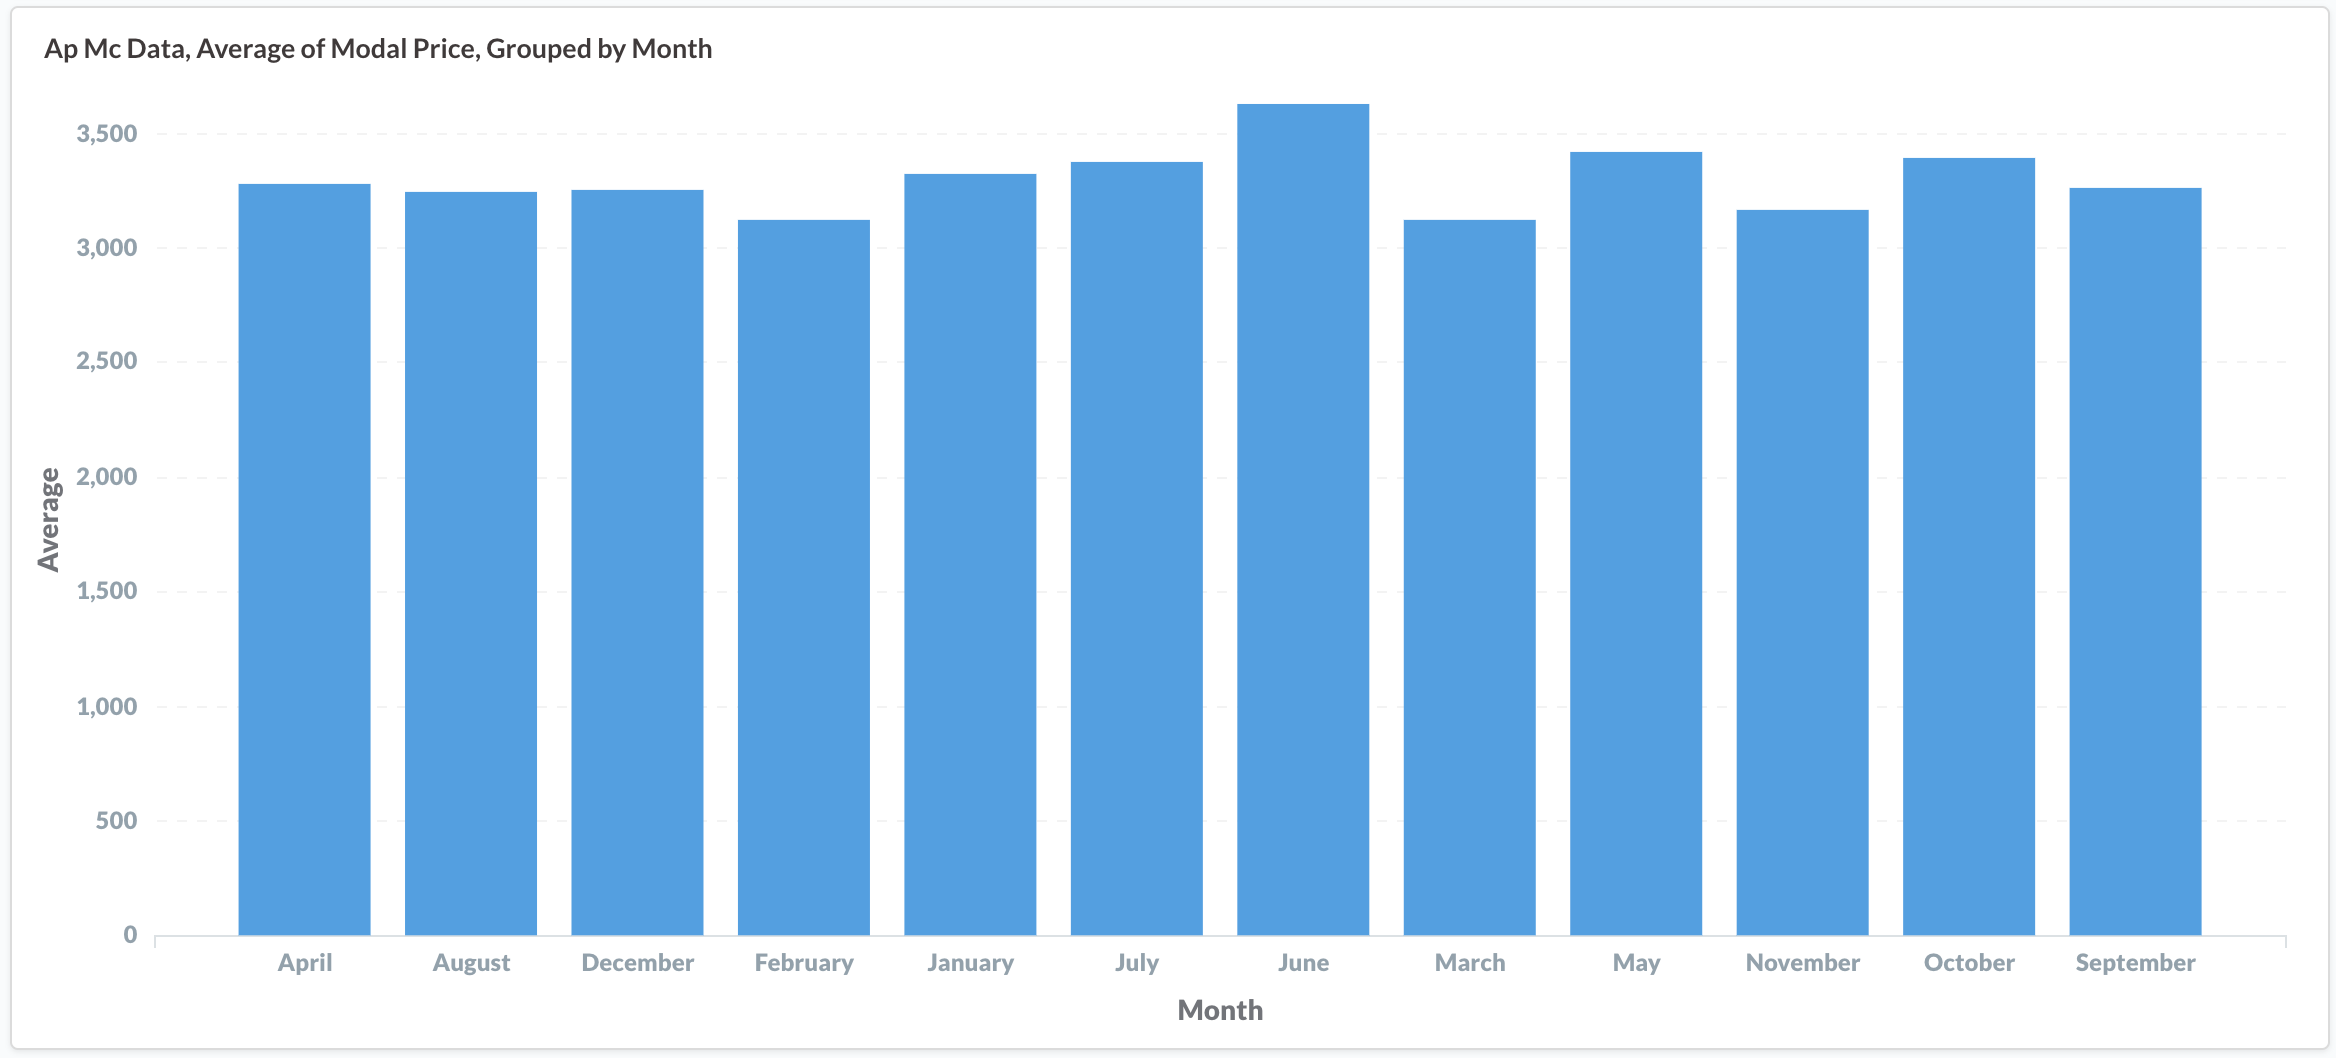 Ap Mc Data, Average of Modal Price, Grouped by Month
3,500
3,000
2,500
2,000
1,500
1,000
500
0
Average
April August December February January July June March May November October September
Month